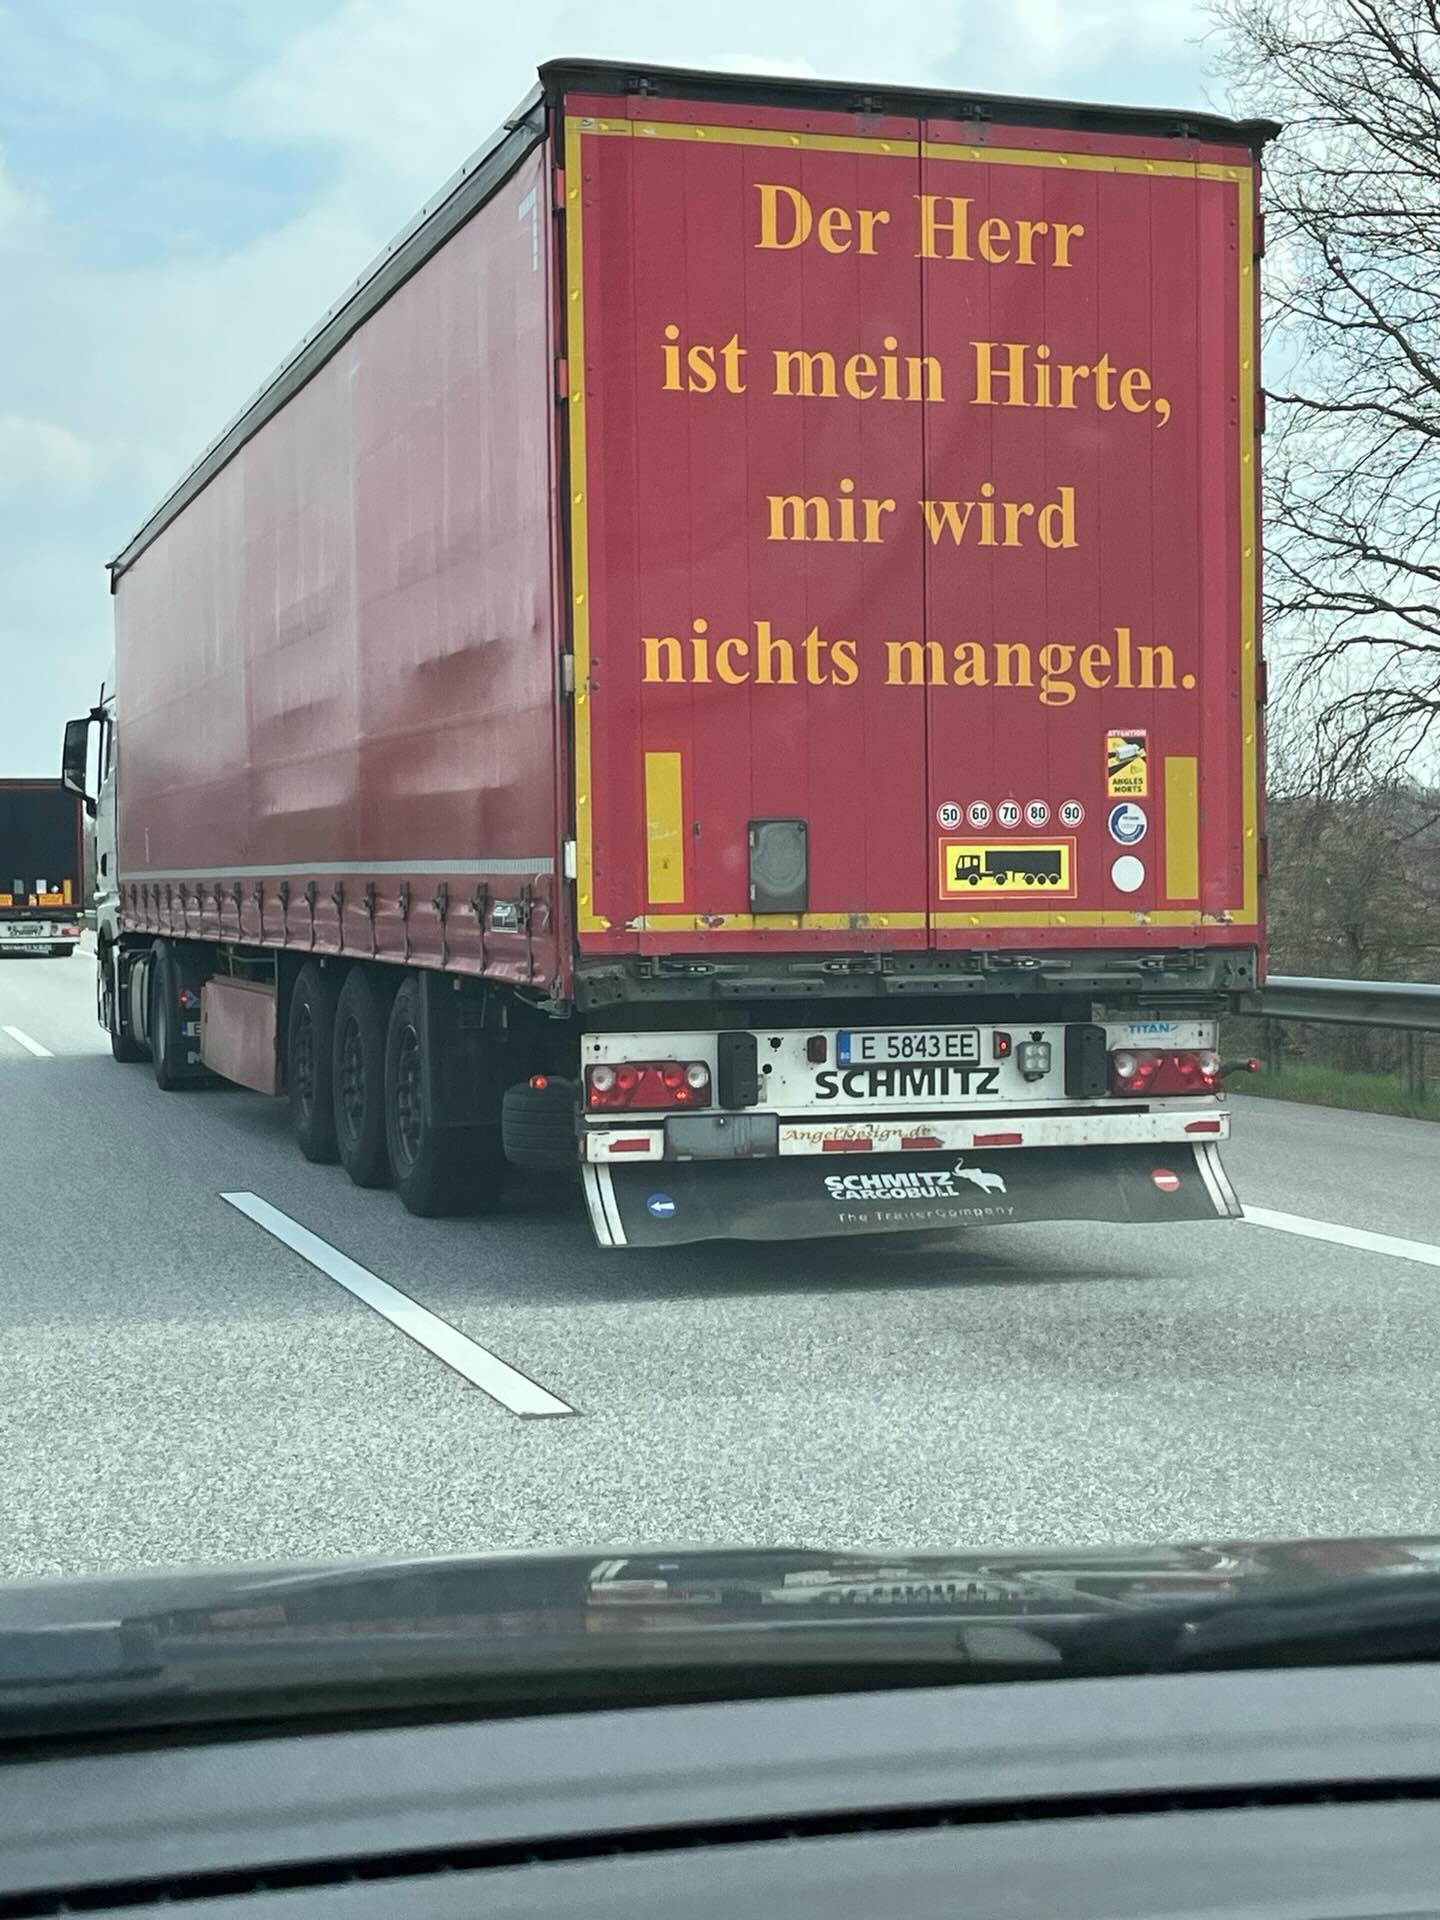 Der Herr
ist mein Hirte,
mir wird
nichts mangeln.
ATTENTION
ANGLES
MORTS
50 60 70 80 90
TITAN
BG E 5843 EE
SCHMITZ
AngelDesign.de
SCHMITZ
CARGOBULL
The TrailerCompany